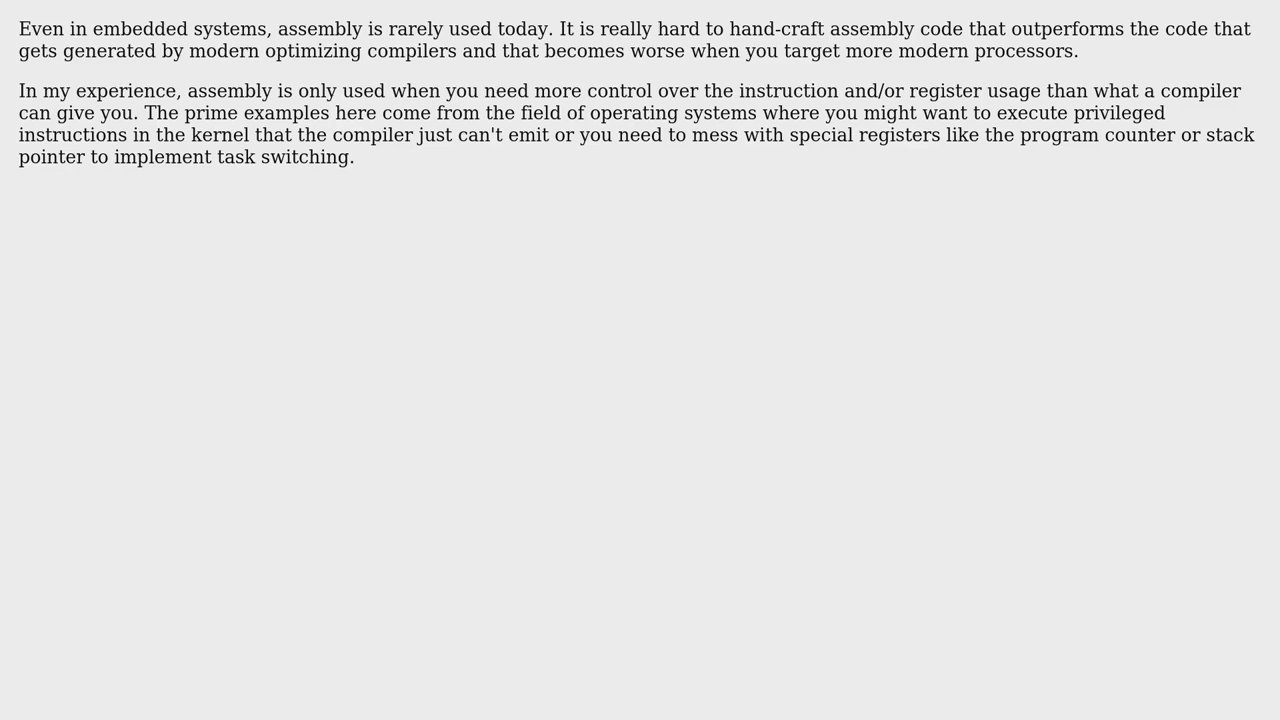 Even in embedded systems, assembly is rarely used today. It is really hard to hand-craft assembly code that outperforms the code that
gets generated by modern optimizing compilers and that becomes worse when you target more modern processors.
In my experience, assembly is only used when you need more control over the instruction and/or register usage than what a compiler
can give you. The prime examples here come from the field of operating systems where you might want to execute privileged
instructions in the kernel that the compiler just can't emit or you need to mess with special registers like the program counter or stack
pointer to implement task switching.